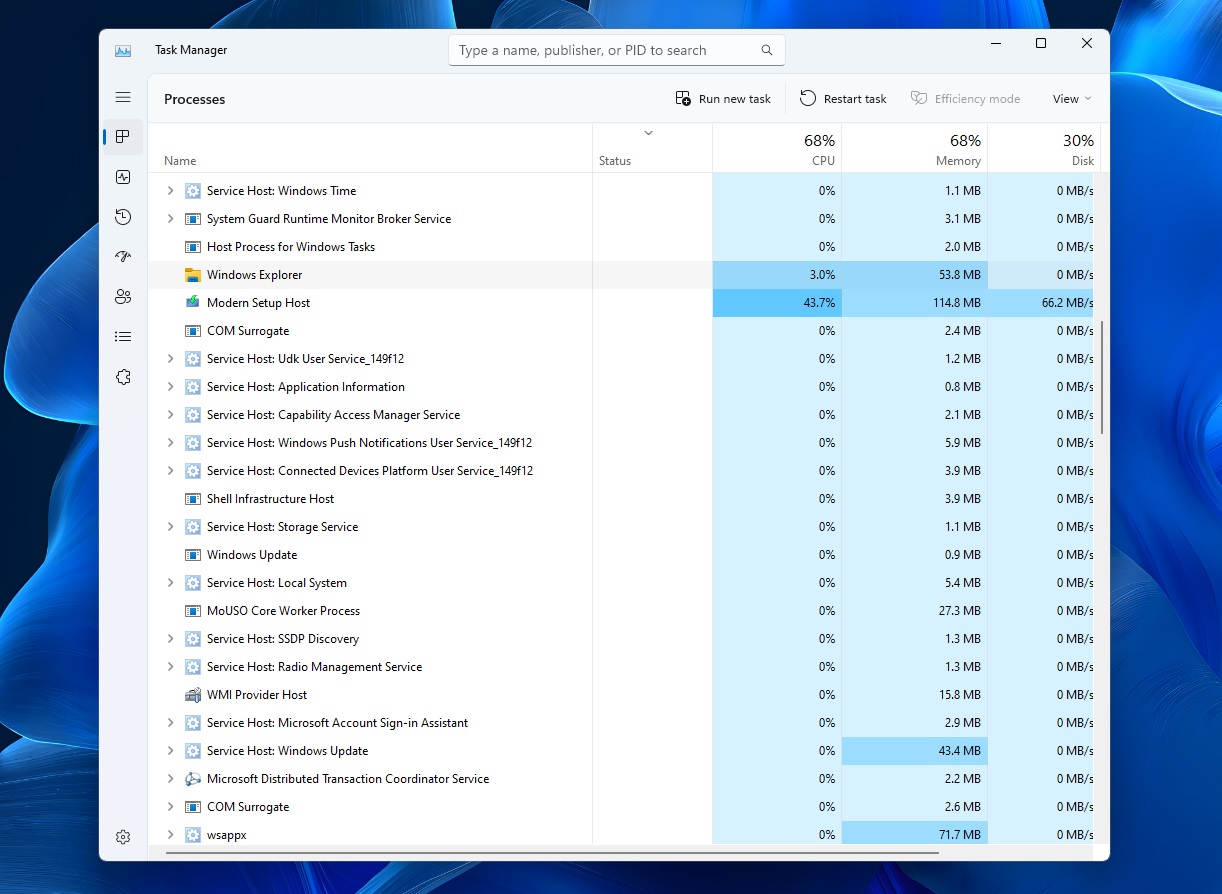 Task Manager
Type a name, publisher, or PID to search
Processes
Run new task
Restart task
Efficiency mode
View
68% 68% 30%
Name Status CPU Memory Disk
Service Host: Windows Time 0% 1.1 MB 0 MB/s
System Guard Runtime Monitor Broker Service 0% 3.1 MB 0 MB/s
Host Process for Windows Tasks 0% 2.0 MB 0 MB/s
Windows Explorer 3.0% 53.8 MB 0 MB/s
Modern Setup Host 43.7% 114.8 MB 66.2 MB/s
COM Surrogate 0% 2.4 MB 0 MB/s
Service Host: Udk User Service_149f12 0% 1.2 MB 0 MB/s
Service Host: Application Information 0% 0.8 MB 0 MB/s
Service Host: Capability Access Manager Service 0% 2.1 MB 0 MB/s
Service Host: Windows Push Notifications User Service_149f12 0% 5.9 MB 0 MB/s
Service Host: Connected Devices Platform User Service_149f12 0% 3.9 MB 0 MB/s
Shell Infrastructure Host 0% 3.9 MB 0 MB/s
Service Host: Storage Service 0% 1.1 MB 0 MB/s
Windows Update 0% 0.9 MB 0 MB/s
Service Host: Local System 0% 5.4 MB 0 MB/s
MoUSO Core Worker Process 0% 27.3 MB 0 MB/s
Service Host: SSDP Discovery 0% 1.3 MB 0 MB/s
Service Host: Radio Management Service 0% 1.3 MB 0 MB/s
WMI Provider Host 0% 15.8 MB 0 MB/s
Service Host: Microsoft Account Sign-in Assistant 0% 2.9 MB 0 MB/s
Service Host: Windows Update 0% 43.4 MB 0 MB/s
Microsoft Distributed Transaction Coordinator Service 0% 2.2 MB 0 MB/s
COM Surrogate 0% 2.6 MB 0 MB/s
wsappx 0% 71.7 MB 0 MB/s